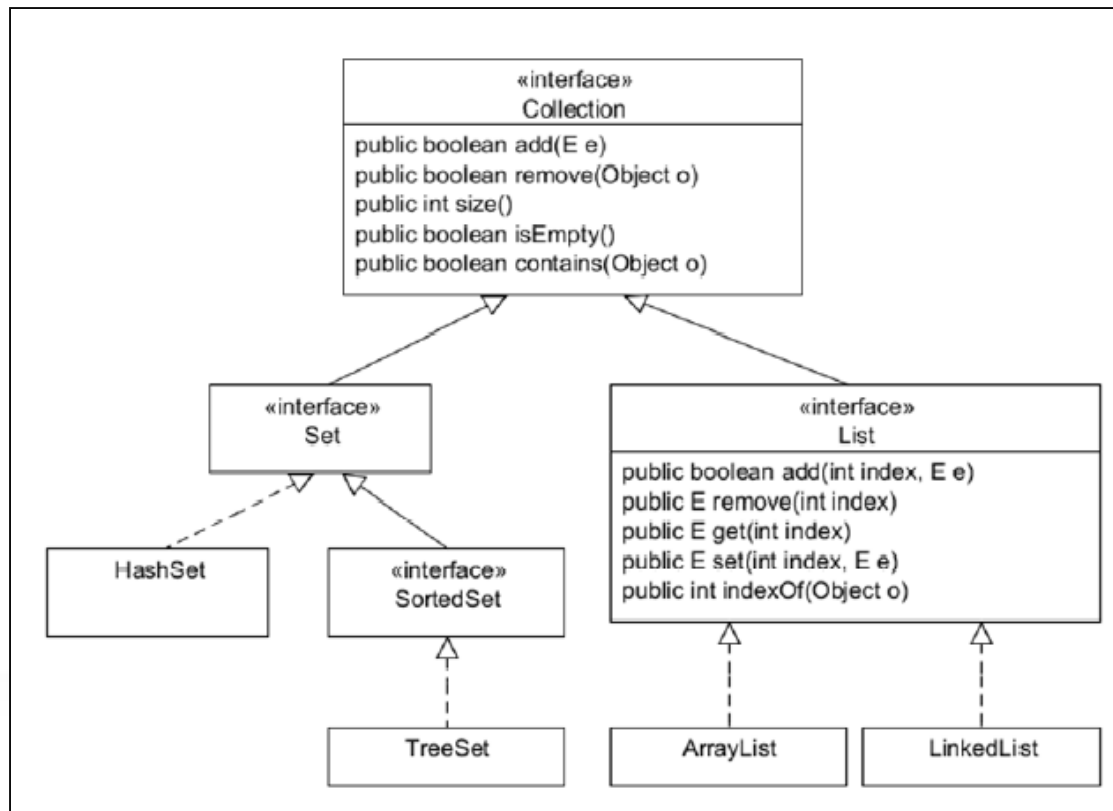 «interface»
Collection
public boolean add(E e)
public boolean remove(Object o)
public int size()
public boolean isEmpty()
public boolean contains(Object o)
«interface»
Set
«interface»
List
public boolean add(int index, E e)
public E remove(int index)
public E get(int index)
public E set(int index, E e)
public int indexOf(Object o)
HashSet
«interface»
SortedSet
TreeSet
ArrayList
LinkedList